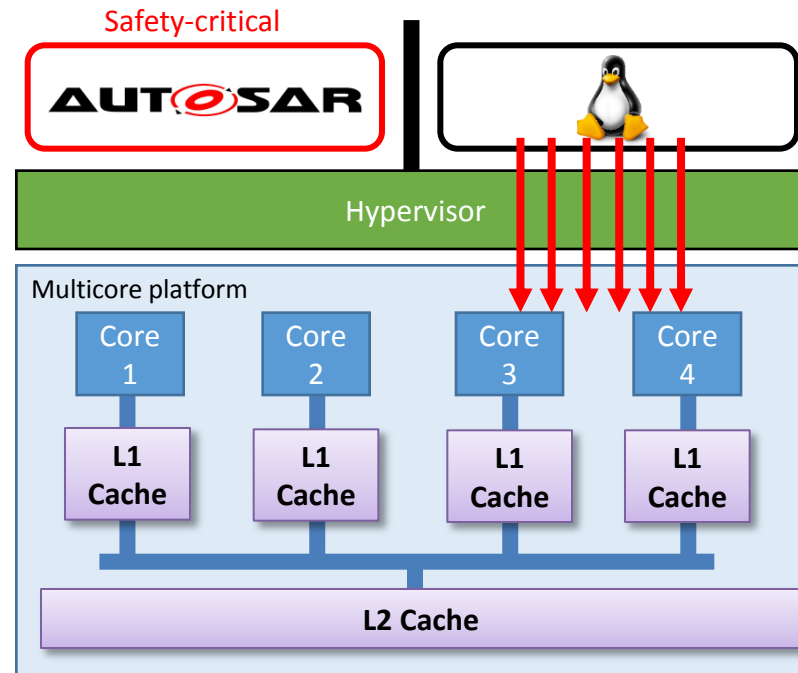 Safety-critical
AUTOSAR
Hypervisor
Multicore platform
Core
1
Core
2
Core
3
Core
4
L1
Cache
L1
Cache
L1
Cache
L1
Cache
L2 Cache